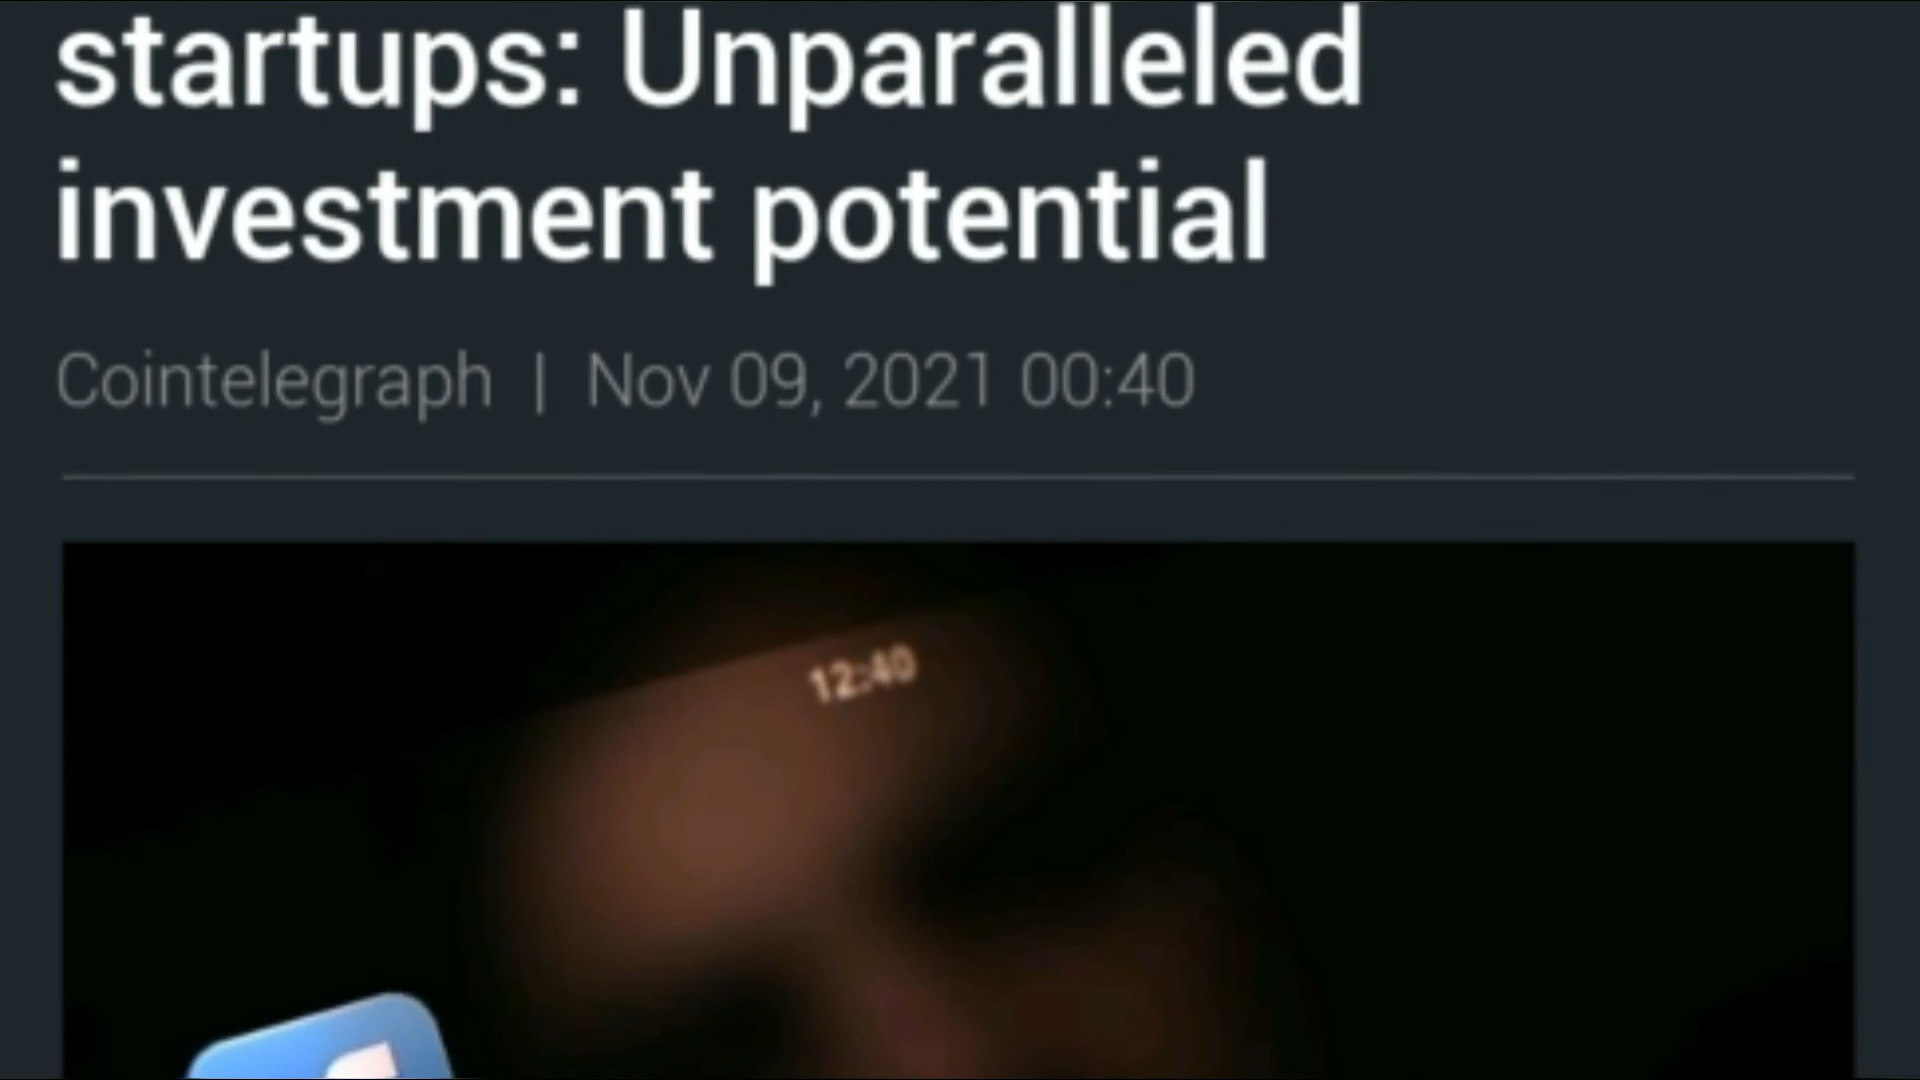 startups: Unparalleled
investment potential
Cointelegraph | Nov 09, 2021 00:40
12:40
f